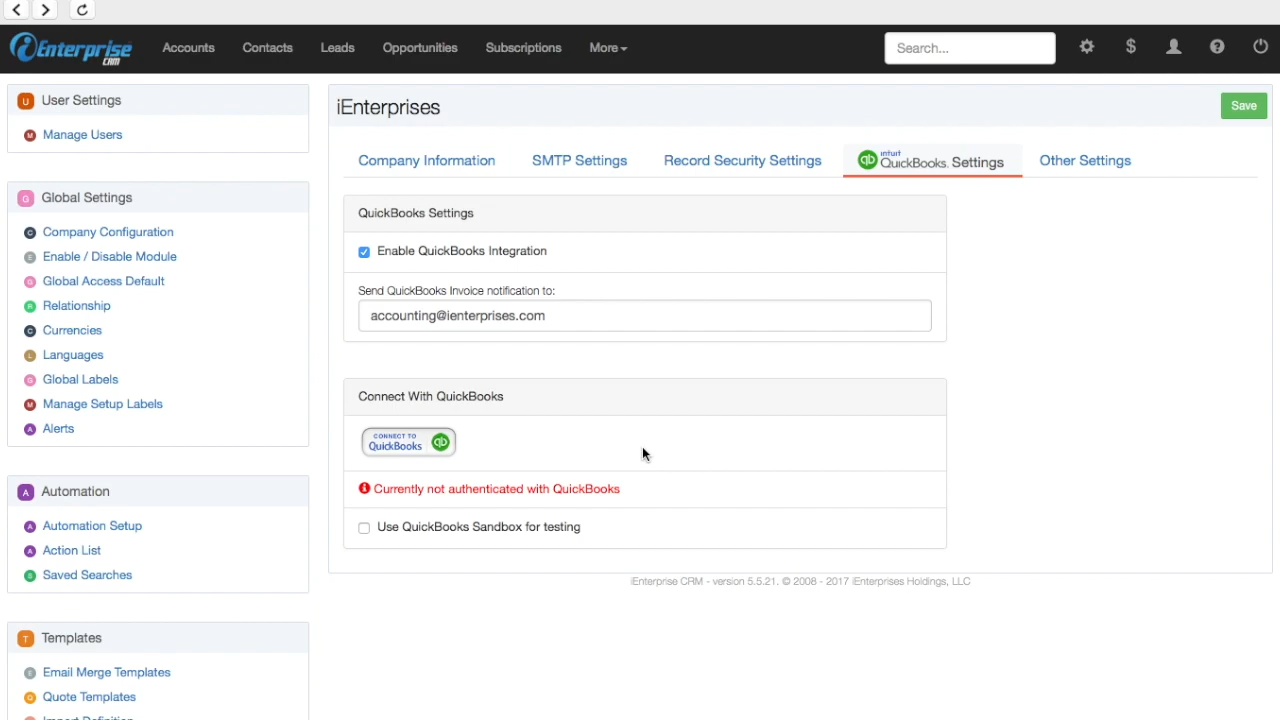 iEnterprise
CRM
Accounts
Contacts
Leads
Opportunities
Subscriptions
More
Search...
$
?
U User Settings
M Manage Users
G Global Settings
C Company Configuration
E Enable / Disable Module
G Global Access Default
R Relationship
C Currencies
L Languages
G Global Labels
M Manage Setup Labels
A Alerts
A Automation
A Automation Setup
A Action List
S Saved Searches
T Templates
E Email Merge Templates
Q Quote Templates
Import Definition
iEnterprises
Save
Company Information
SMTP Settings
Record Security Settings
qb intuit QuickBooks. Settings
Other Settings
QuickBooks Settings
Enable QuickBooks Integration
Send QuickBooks Invoice notification to:
accounting@ienterprises.com
Connect With QuickBooks
CONNECT TO
QuickBooks qb
Currently not authenticated with QuickBooks
Use QuickBooks Sandbox for testing
iEnterprise CRM - version 5.5.21. © 2008 - 2017 iEnterprises Holdings, LLC